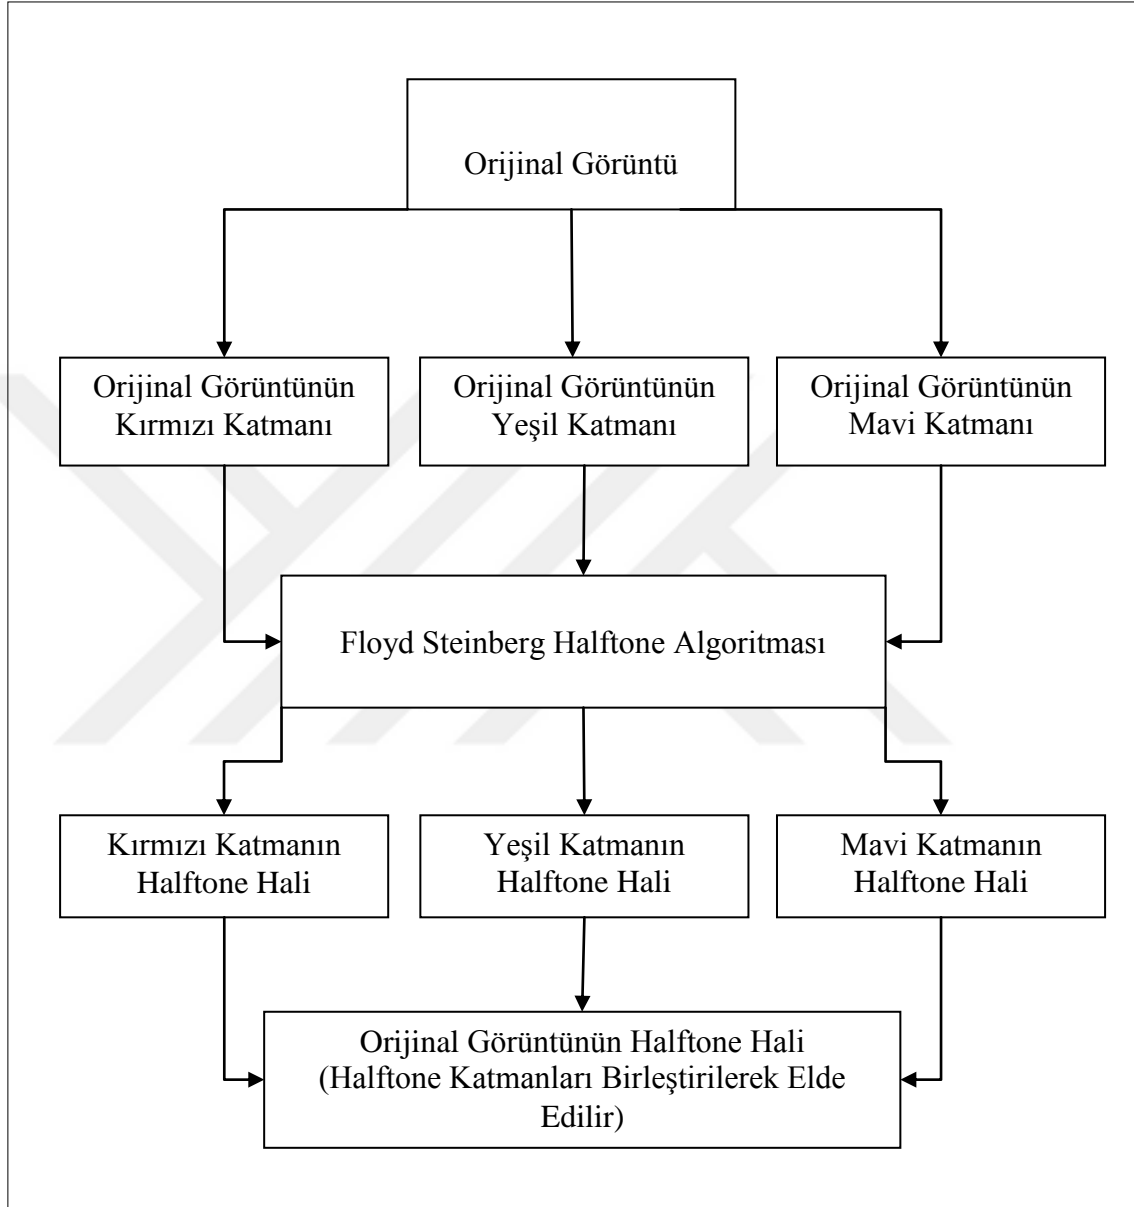 Orijinal Görüntü
Orijinal Görüntünün
Kırmızı Katmanı
Orijinal Görüntünün
Yeşil Katmanı
Orijinal Görüntünün
Mavi Katmanı
Floyd Steinberg Halftone Algoritması
Kırmızı Katmanın
Halftone Hali
Yeşil Katmanın
Halftone Hali
Mavi Katmanın
Halftone Hali
Orijinal Görüntünün Halftone Hali
(Halftone Katmanları Birleştirilerek Elde
Edilir)